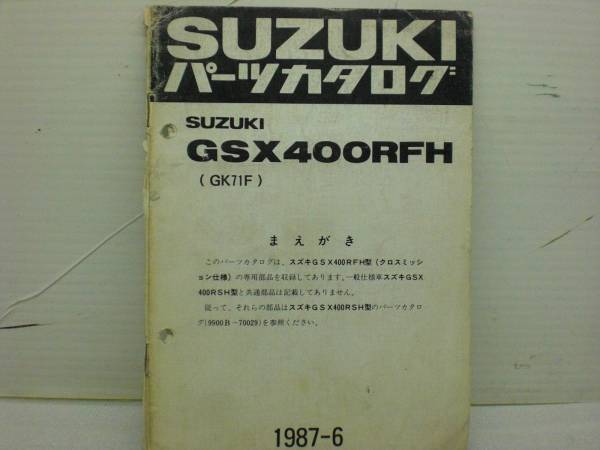 SUZUKI
パーツカタログ
SUZUKI
GSX400RFH
(GK71F)
まえがき
このパーツカタログは、スズキGSX400RFH型(クロスミッシ
ョン仕様)の専用部品を収録してあります。一般仕様車スズキGSX
400RSH型と共通部品は記載してありません。
従って、それらの部品はスズキGSX400RSH型のパーツカタロ
グ(9900B-70029)を参照ください。
1987-6